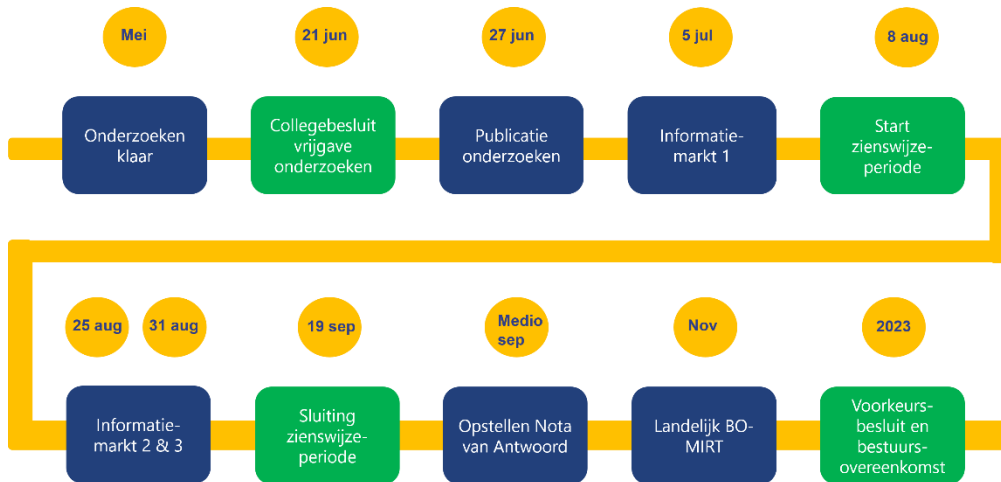 Mei
21 jun
27 jun
5 jul
8 aug
Onderzoeken
klaar
Collegebesluit
vrijgave
onderzoeken
Publicatie
onderzoeken
Informatie-
markt 1
Start
zienswijze-
periode
25 aug
31 aug
19 sep
Medio
sep
Nov
2023
Informatie-
markt 2 & 3
Sluiting
zienswijze-
periode
Opstellen Nota
van Antwoord
Landelijk BO-
MIRT
Voorkeurs-
besluit en
bestuurs-
overeenkomst